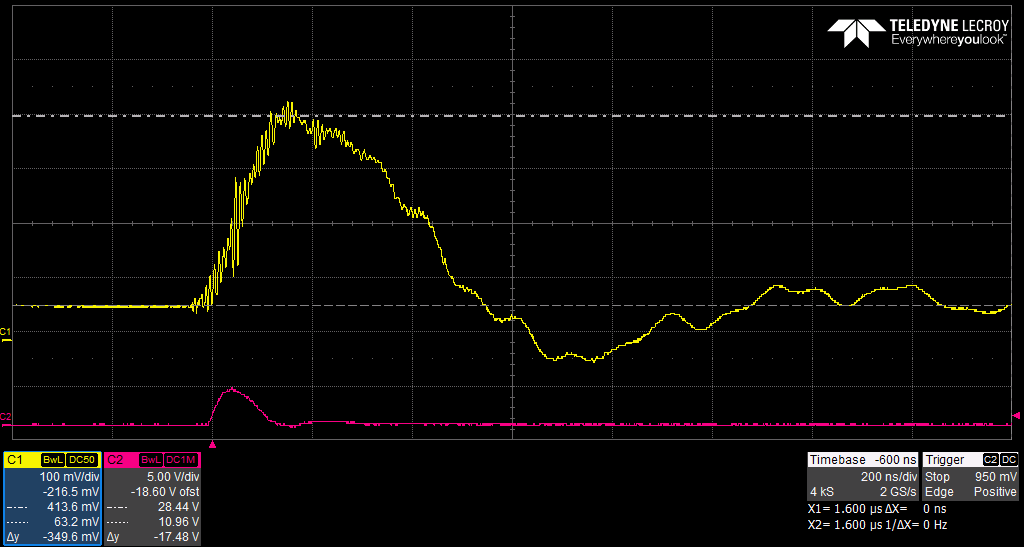 TELEDYNE LECROY
Everywhereyoulook™
C1
C2
C1 BwL DC50
100 mV/div
-216.5 mV
413.6 mV
63.2 mV
Δy -349.6 mV
C2 BwL DC1M
5.00 V/div
-18.60 V ofst
28.44 V
10.96 V
Δy -17.48 V
Timebase -600 ns
200 ns/div
4 kS 2 GS/s
Trigger C2 DC
Stop 950 mV
Edge Positive
X1= 1.600 µs ΔX= 0 ns
X2= 1.600 µs 1/ΔX= 0 Hz